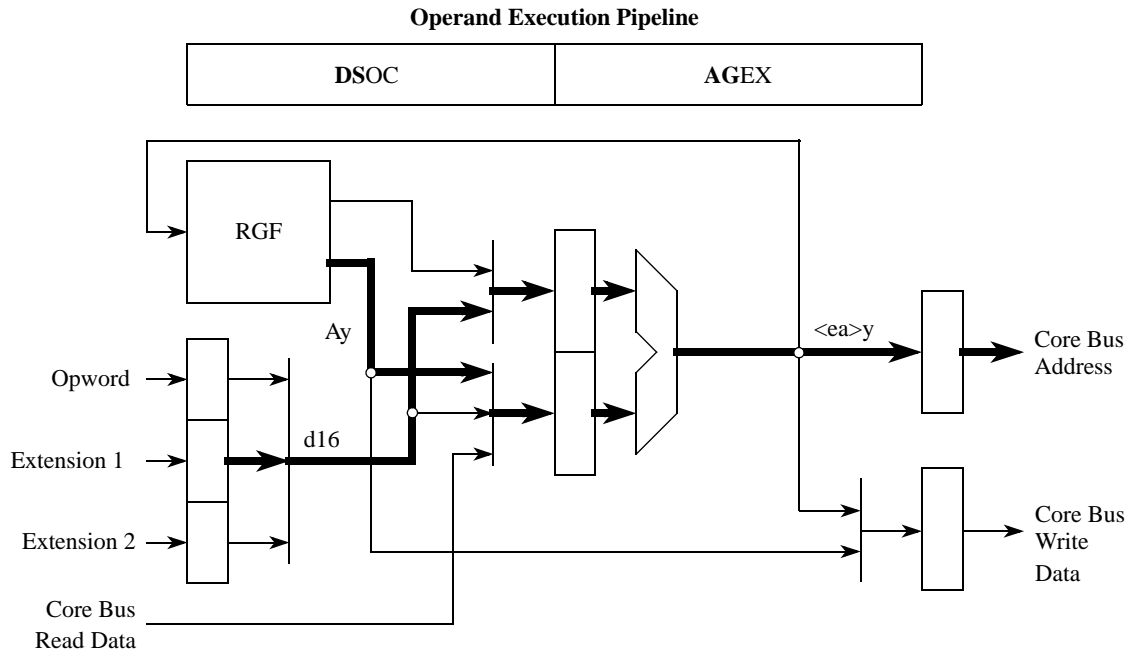 Operand Execution Pipeline
DSOC
AGEX
RGF
Ay
<ea>y
Core Bus
Address
Opword
d16
Extension 1
Extension 2
Core Bus
Write
Data
Core Bus
Read Data